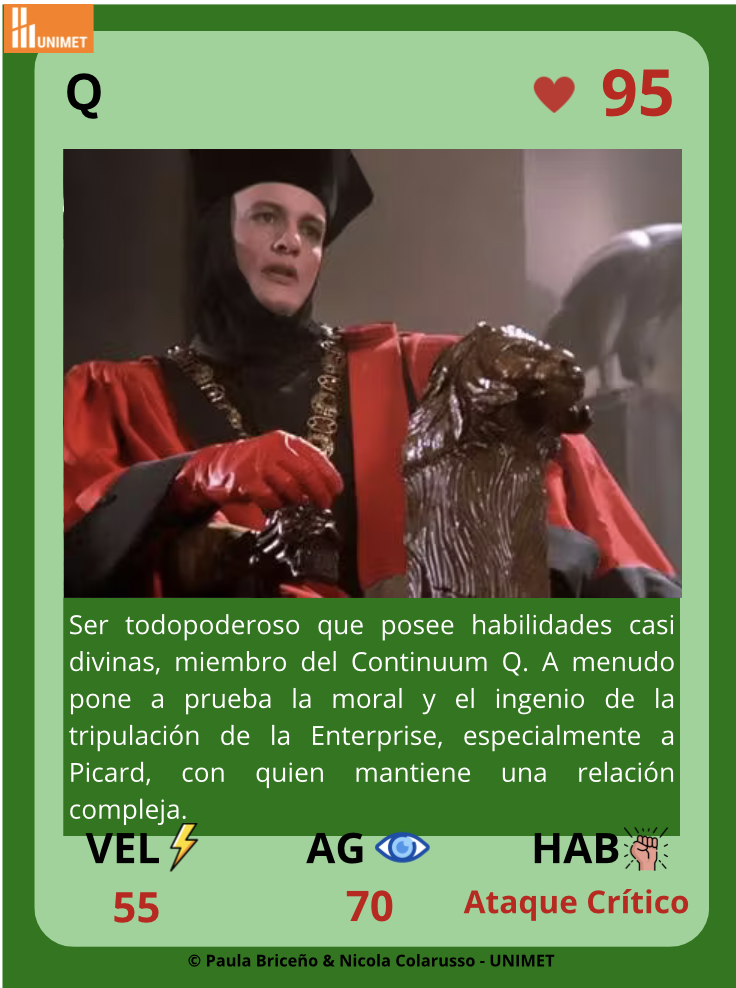 UNIMET
Q
95
Ser todopoderoso que posee habilidades casi
divinas, miembro del Continuum Q. A menudo
pone a prueba la moral y el ingenio de la
tripulación de la Enterprise, especialmente a
Picard, con quien mantiene una relación
compleja.
VEL AG HAB
55 70 Ataque Crítico
© Paula Briceño & Nicola Colarusso - UNIMET